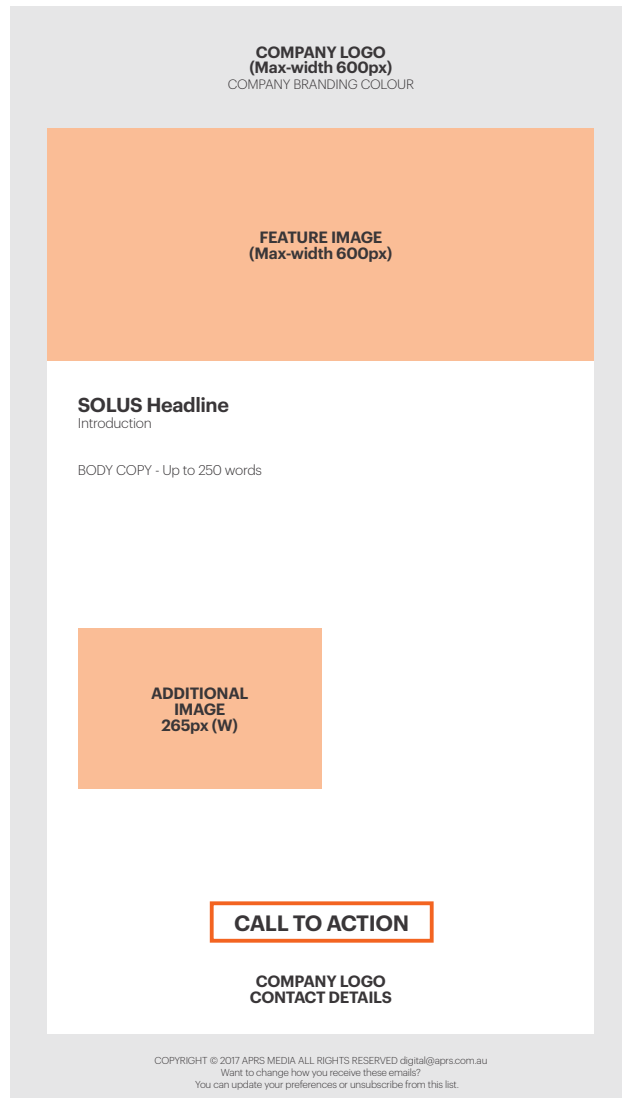 COMPANY LOGO
(Max-width 600px)
COMPANY BRANDING COLOUR
FEATURE IMAGE
(Max-width 600px)
SOLUS Headline
Introduction
BODY COPY - Up to 250 words
ADDITIONAL
IMAGE
265px (W)
CALL TO ACTION
COMPANY LOGO
CONTACT DETAILS
COPYRIGHT © 2017 APRS MEDIA ALL RIGHTS RESERVED digital@aprs.com.au
Want to change how you receive these emails?
You can update your preferences or unsubscribe from this list.